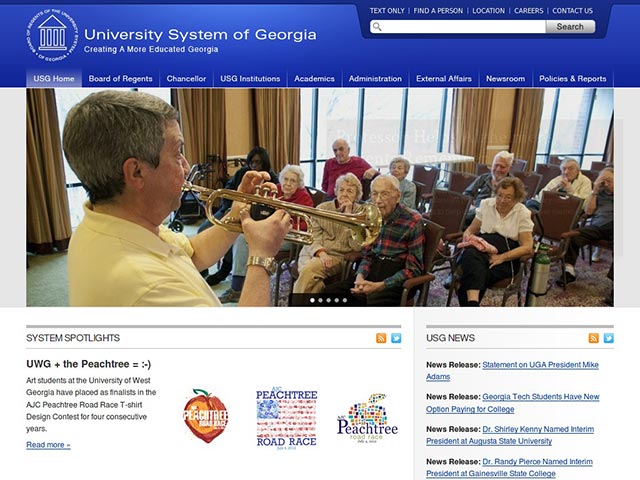 TEXT ONLY | FIND A PERSON | LOCATION | CAREERS | CONTACT US
BOARD OF REGENTS OF THE UNIVERSITY SYSTEM OF GEORGIA
University System of Georgia
Creating A More Educated Georgia
Search
USG Home
Board of Regents
Chancellor
USG Institutions
Academics
Administration
External Affairs
Newsroom
Policies & Reports
SYSTEM SPOTLIGHTS
UWG + the Peachtree = :-)
Art students at the University of West
Georgia have placed as finalists in the
AJC Peachtree Road Race T-shirt
Design Contest for four consecutive
years.
Read more »
PEACHTREE
ROAD RACE
AJC
PEACHTREE
ROAD RACE
AJC
Peachtree
road race
USG NEWS
News Release: Statement on UGA President Mike
Adams
News Release: Georgia Tech Students Have New
Option Paying for College
News Release: Dr. Shirley Kenny Named Interim
President at Augusta State University
News Release: Dr. Randy Pierce Named Interim
President at Gainesville State College